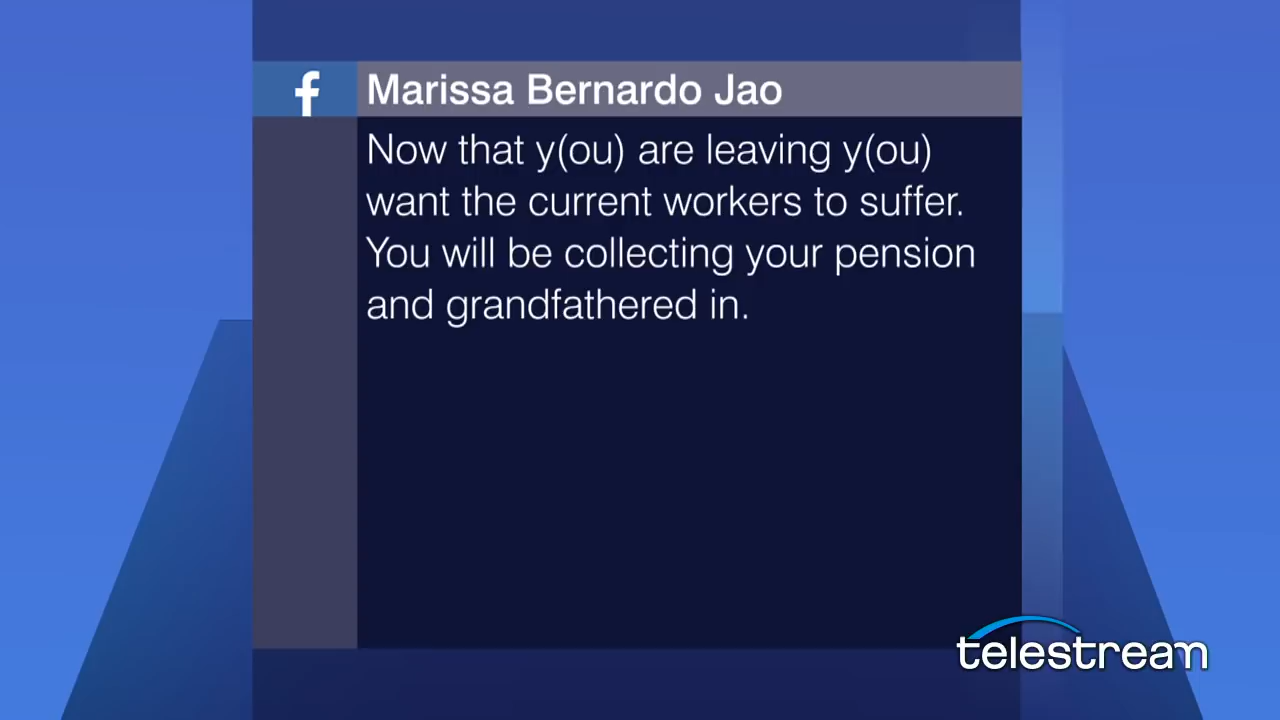 f Marissa Bernardo Jao
Now that y(ou) are leaving y(ou)
want the current workers to suffer.
You will be collecting your pension
and grandfathered in.
telestream